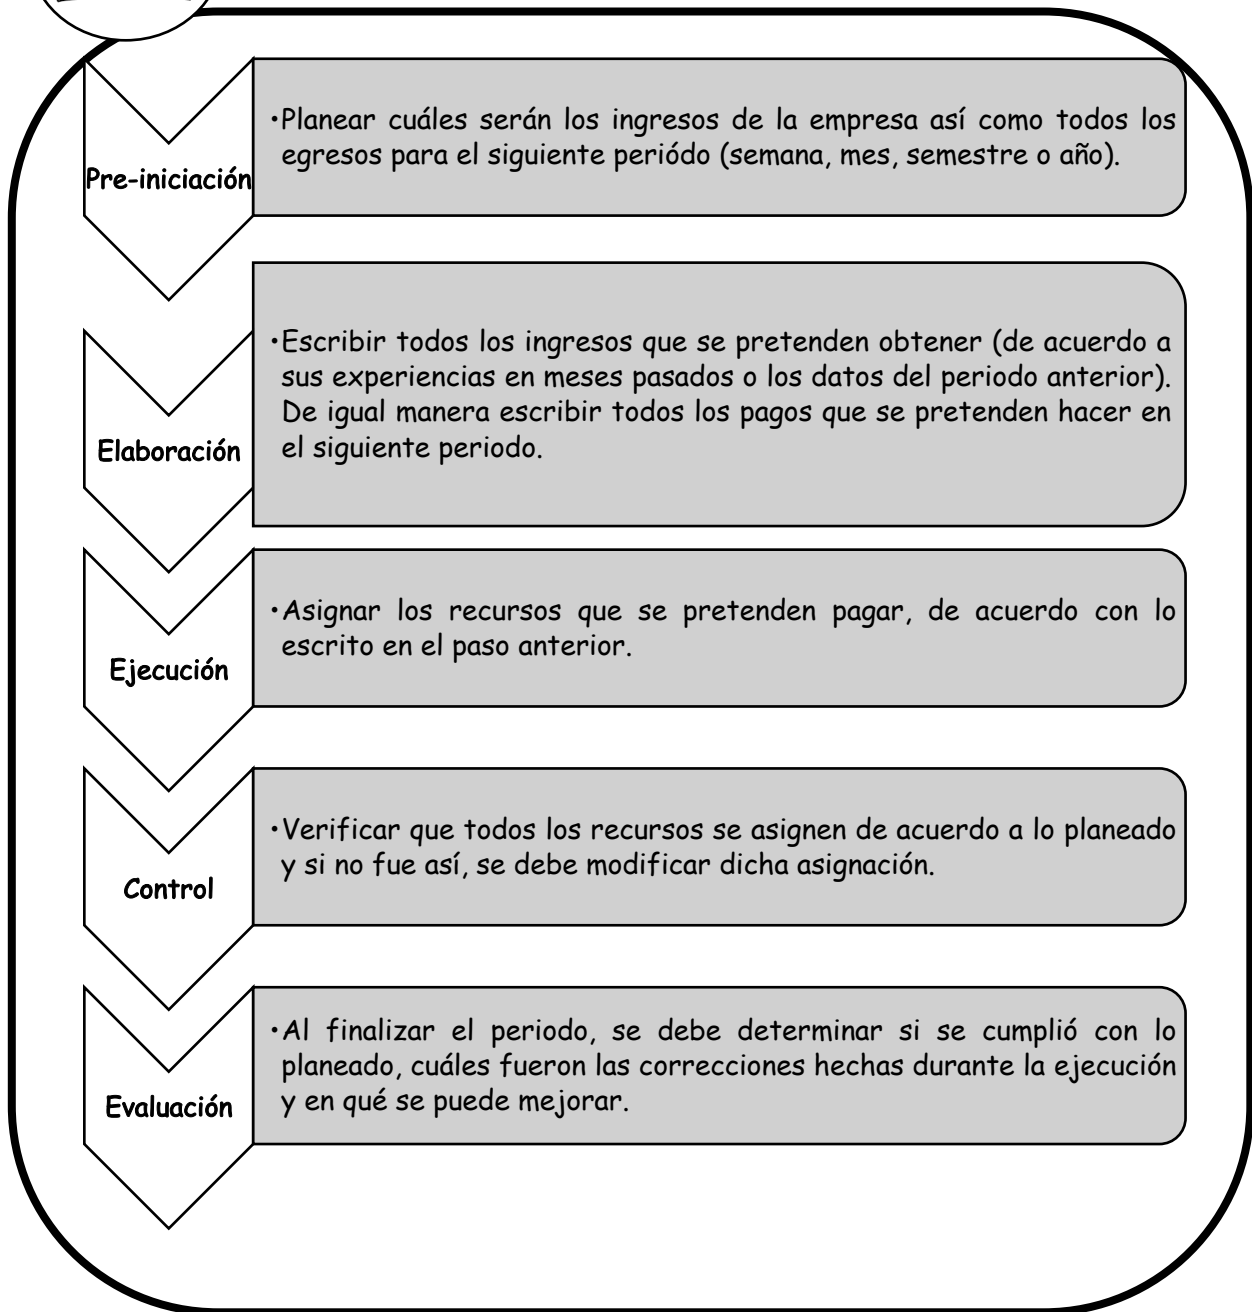 Pre-iniciación
•Planear cuáles serán los ingresos de la empresa así como todos los
egresos para el siguiente periódo (semana, mes, semestre o año).
Elaboración
•Escribir todos los ingresos que se pretenden obtener (de acuerdo a
sus experiencias en meses pasados o los datos del periodo anterior).
De igual manera escribir todos los pagos que se pretenden hacer en
el siguiente periodo.
Ejecución
•Asignar los recursos que se pretenden pagar, de acuerdo con lo
escrito en el paso anterior.
Control
•Verificar que todos los recursos se asignen de acuerdo a lo planeado
y si no fue así, se debe modificar dicha asignación.
Evaluación
•Al finalizar el periodo, se debe determinar si se cumplió con lo
planeado, cuáles fueron las correcciones hechas durante la ejecución
y en qué se puede mejorar.